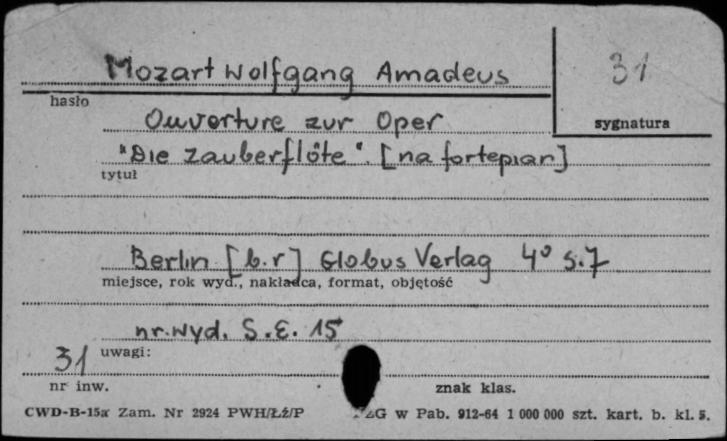 Mozart Wolfgang Amadeus
31
hasło
sygnatura
Ouverture zur Oper
"Die Zauberflöte". [na fortepian]
tytuł
Berlin [b.r] Globus Verlag 4° s.7
miejsce, rok wyd., nakładca, format, objętość
nr. wyd. S.E. 15
uwagi:
31
nr inw.
znak klas.
CWD-B-15a Zam. Nr 2924 PWH/Łż/P
w Pab. 912-64 1 000 000 szt. kart. b. kl. 5.